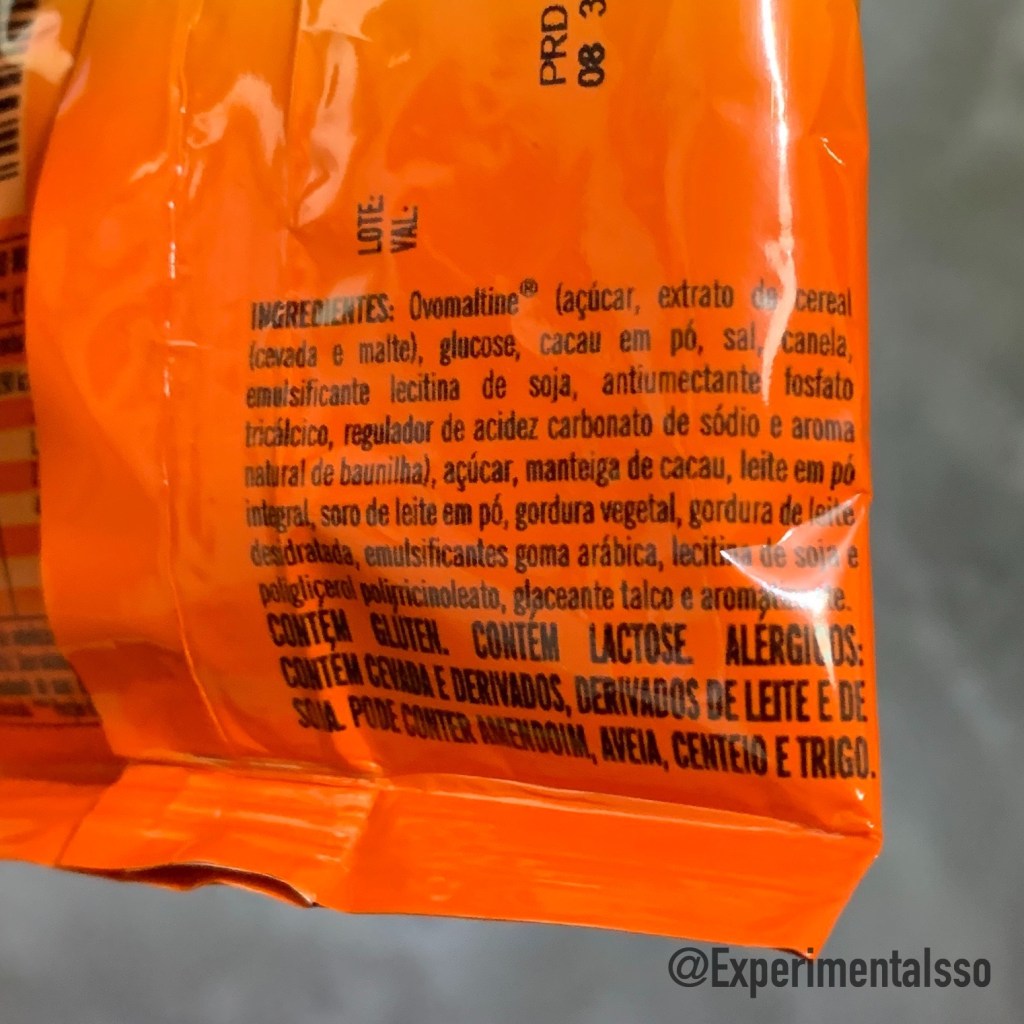 PRD
08 3
LOTE:
VAL:
INGREDIENTES: Ovomaltine® (açúcar, extrato de cereal
(cevada e malte), glucose, cacau em pó, sal, canela,
emulsificante lecitina de soja, antiumectante fosfato
tricálcico, regulador de acidez carbonato de sódio e aroma
natural de baunilha), açúcar, manteiga de cacau, leite em pó
integral, soro de leite em pó, gordura vegetal, gordura de leite
desidratada, emulsificantes goma arábica, lecitina de soja e
poliglicerol polirricinoleato, glaceante talco e
CONTÉM GLÚTEN. CONTÉM LACTOSE. ALÉRGICOS:
CONTÉM CEVADA E DERIVADOS, DERIVADOS DE LEITE E DE
SOJA. PODE CONTER AMENDOIM, AVEIA, CENTEIO E TRIGO.
@ExperimentaIsso